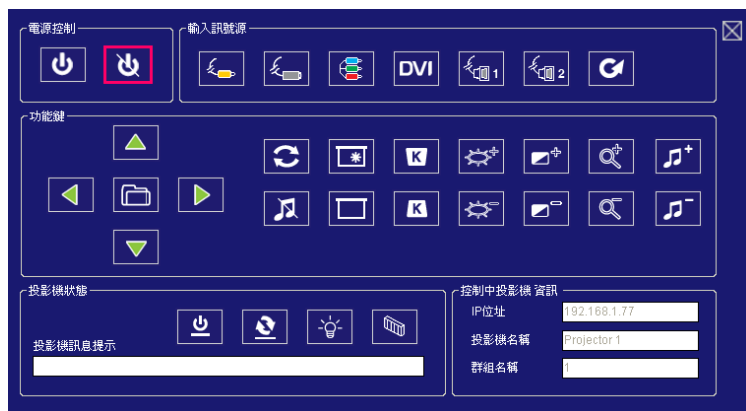 電源控制
輸入訊號源
DVI
1
2
功能鍵
K
K
投影機狀態
投影機訊息提示
控制中投影機 資訊
IP位址
192.168.1.77
投影機名稱
Projector 1
群組名稱
1